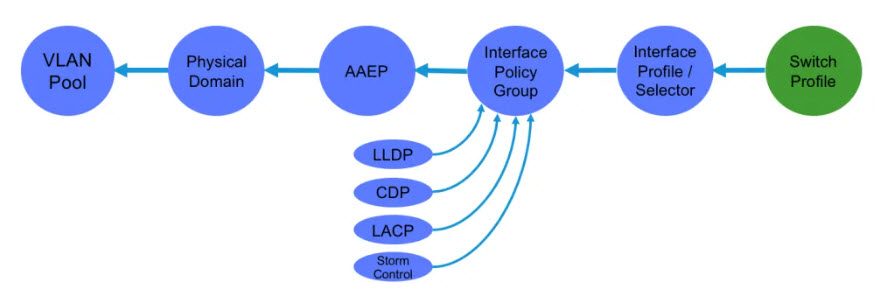 VLAN
Pool
Physical
Domain
AAEP
Interface
Policy
Group
Interface
Profile /
Selector
Switch
Profile
LLDP
CDP
LACP
Storm
Control